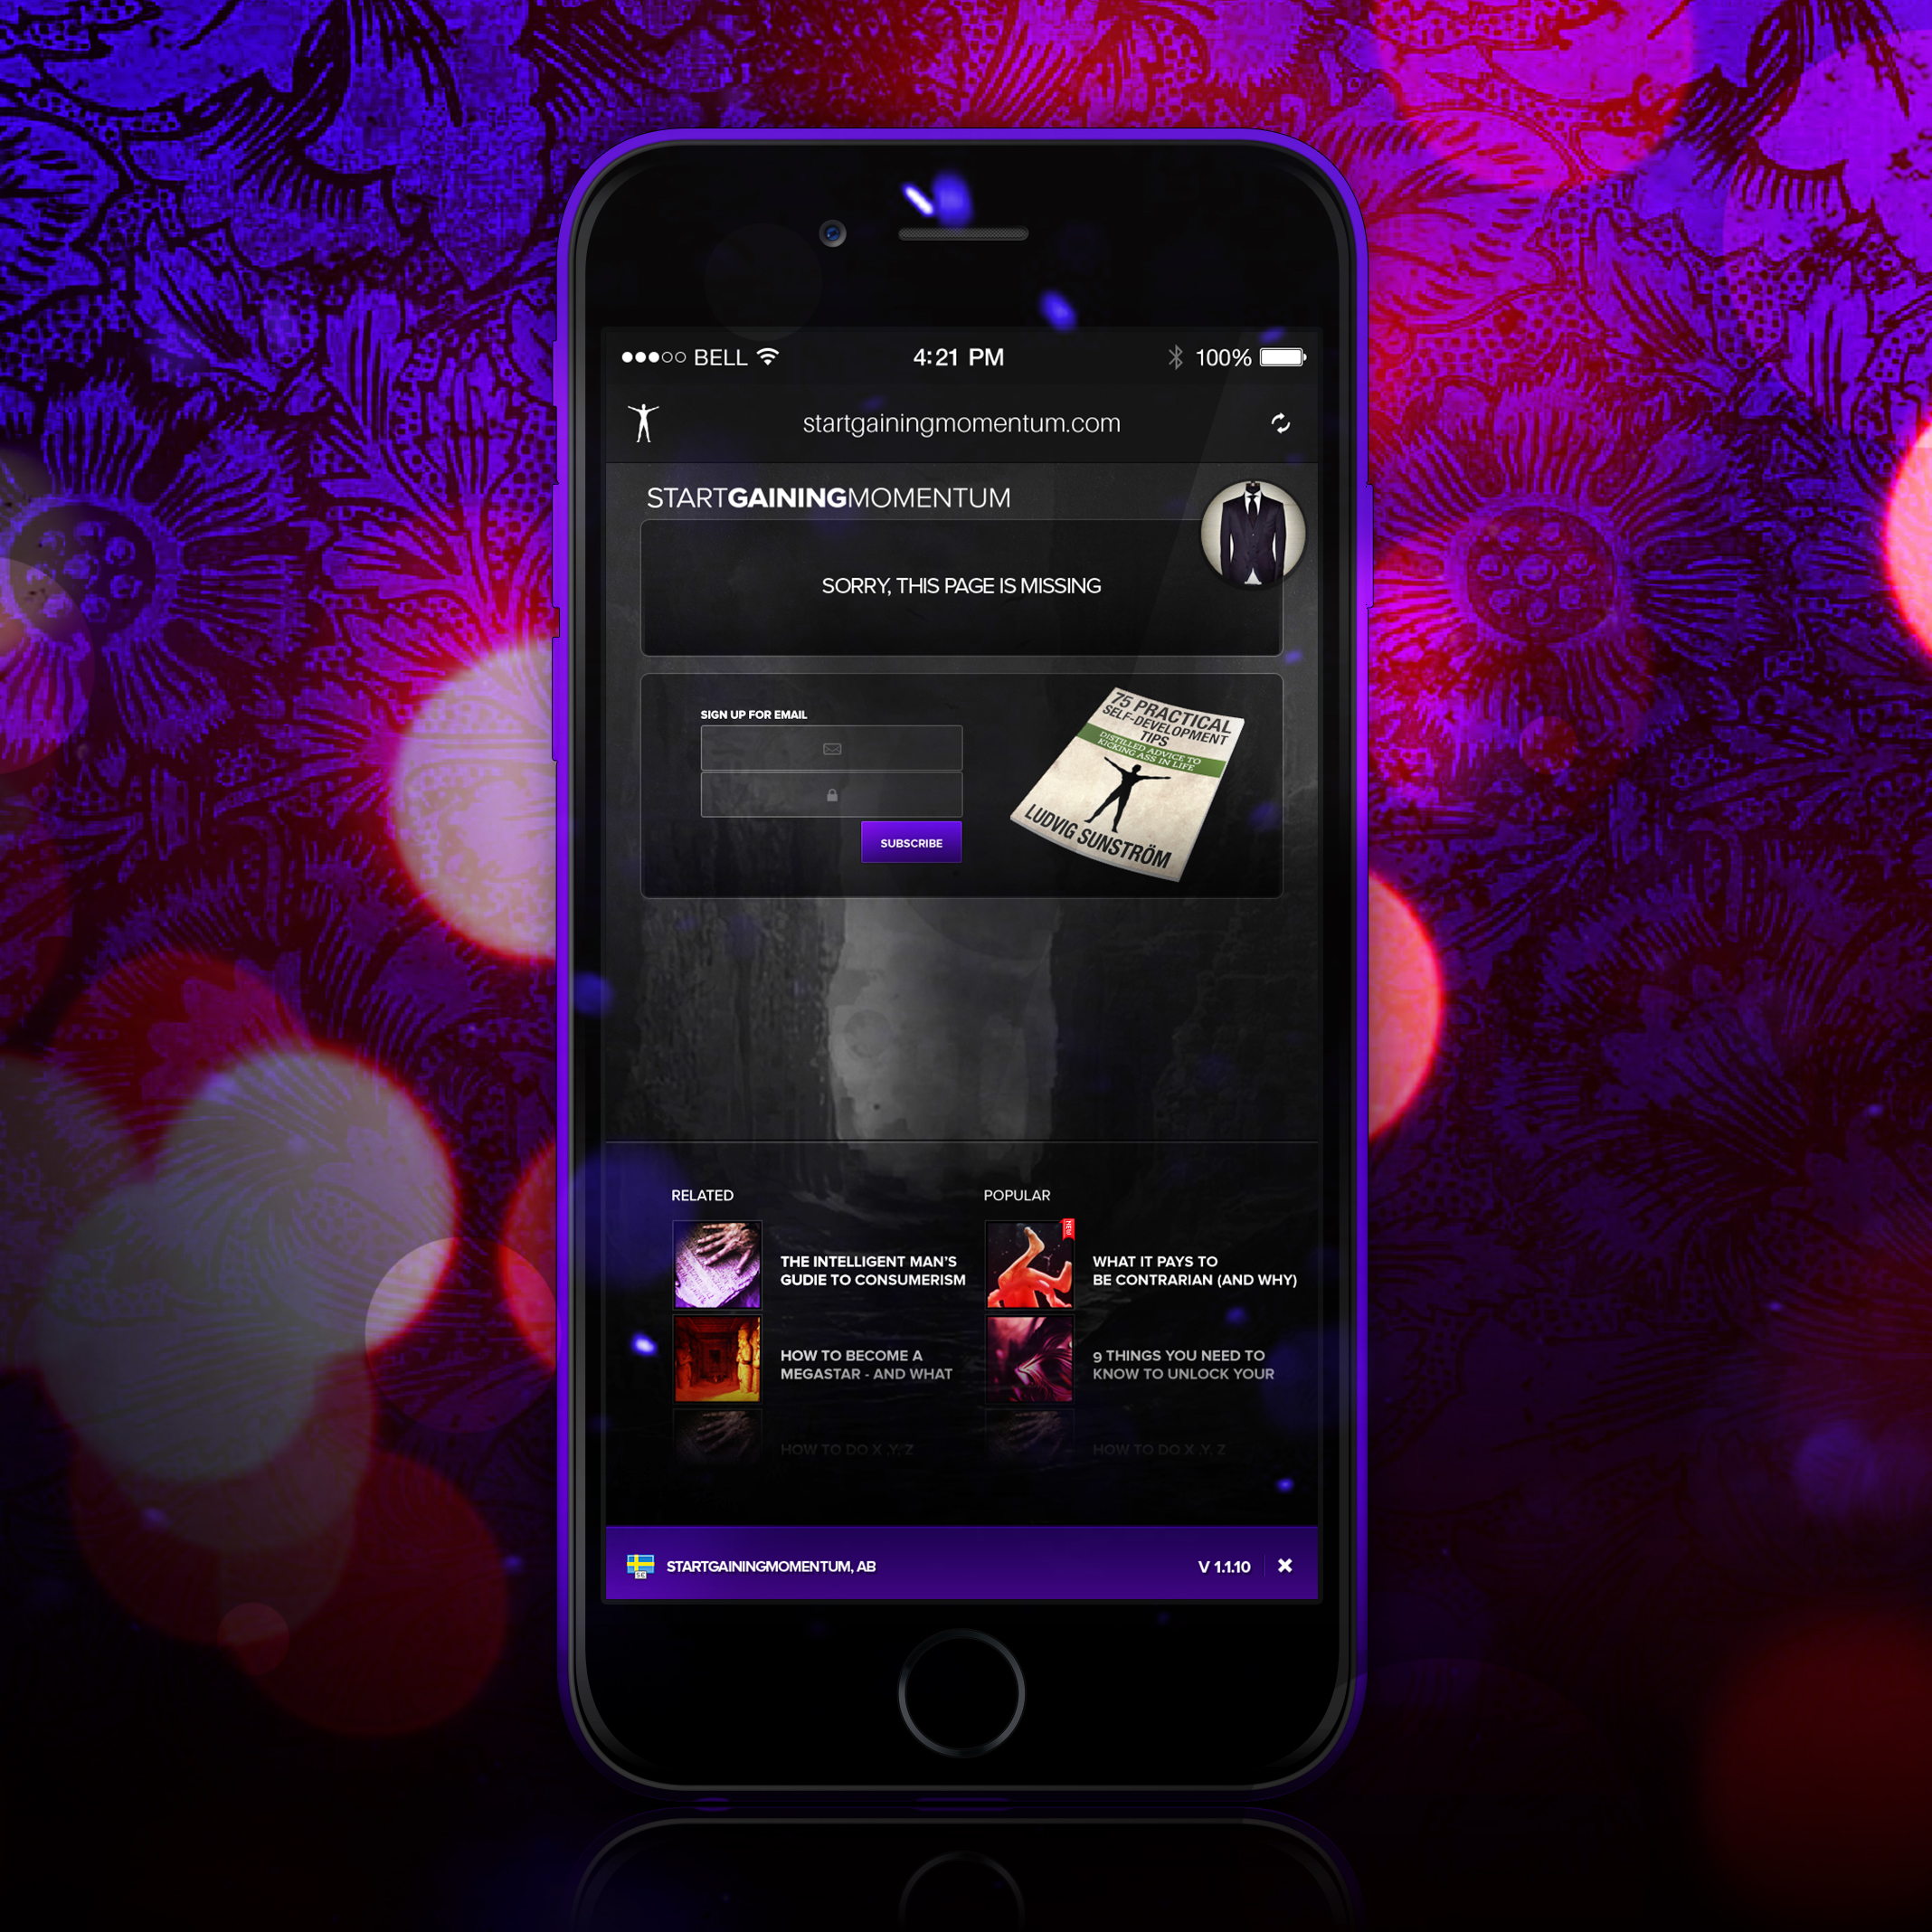 BELL
4:21 PM
100%
startgainingmomentum.com
STARTGAININGMOMENTUM
SORRY, THIS PAGE IS MISSING
SIGN UP FOR EMAIL
SUBSCRIBE
75 PRACTICAL
SELF-DEVELOPMENT
TIPS
DISTILLED ADVICE TO
KICKING ASS IN LIFE
LUDVIG SUNSTRÖM
RELATED
THE INTELLIGENT MAN'S
GUDIE TO CONSUMERISM
HOW TO BECOME A
MEGASTAR - AND WHAT
HOW TO DO X ,Y, Z
POPULAR
NEW
WHAT IT PAYS TO
BE CONTRARIAN (AND WHY)
9 THINGS YOU NEED TO
KNOW TO UNLOCK YOUR
HOW TO DO X ,Y, Z
SE
STARTGAININGMOMENTUM, AB
V 1.1.10